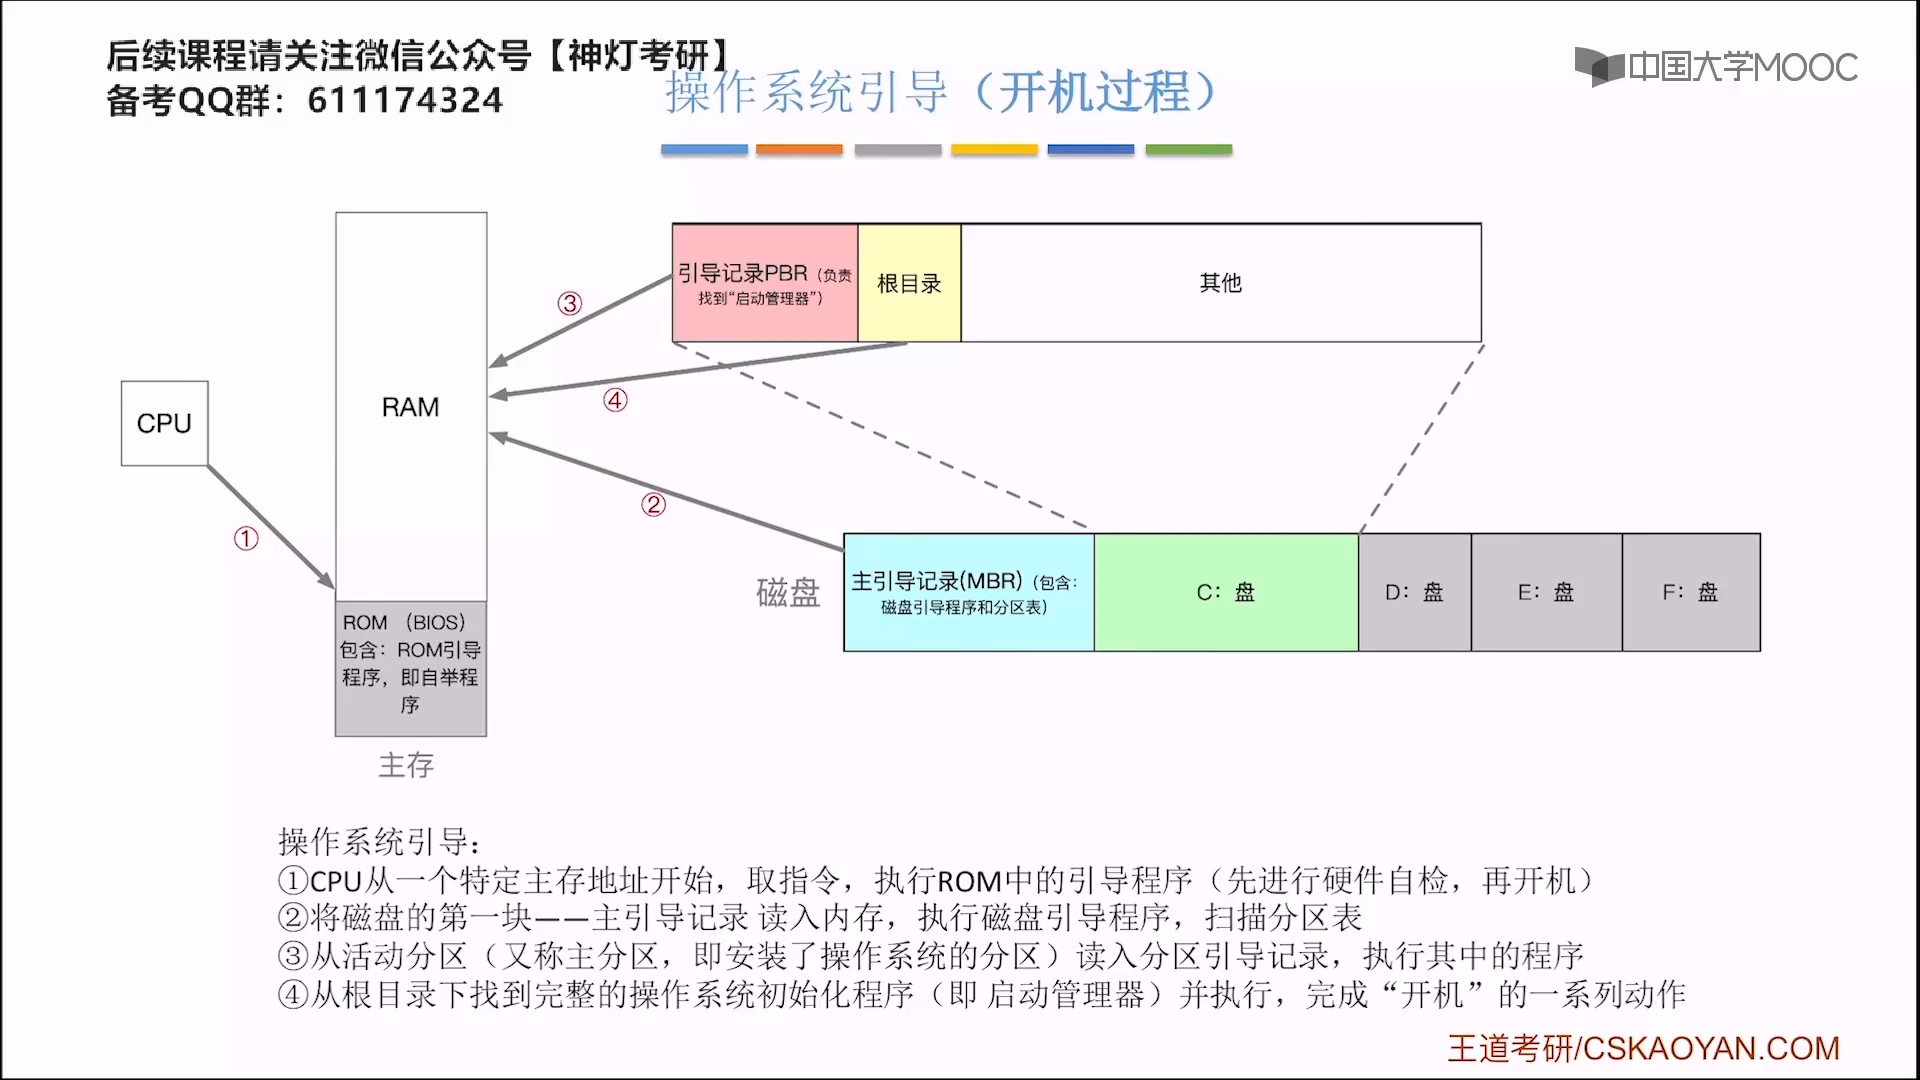 后续课程请关注微信公众号【神灯考研】
备考QQ群：611174324
中国大学MOOC
操作系统引导（开机过程）
引导记录PBR（负责
找到“启动管理器”）
根目录
其他
③
④
RAM
CPU
②
①
磁盘
主引导记录(MBR)（包含：
磁盘引导程序和分区表）
C：盘
D：盘
E：盘
F：盘
ROM （BIOS）
包含：ROM引导
程序，即自举程
序
主存
操作系统引导：
①CPU从一个特定主存地址开始，取指令，执行ROM中的引导程序（先进行硬件自检，再开机）
②将磁盘的第一块——主引导记录 读入内存，执行磁盘引导程序，扫描分区表
③从活动分区（又称主分区，即安装了操作系统的分区）读入分区引导记录，执行其中的程序
④从根目录下找到完整的操作系统初始化程序（即 启动管理器）并执行，完成“开机”的一系列动作
王道考研/CSKAOYAN.COM